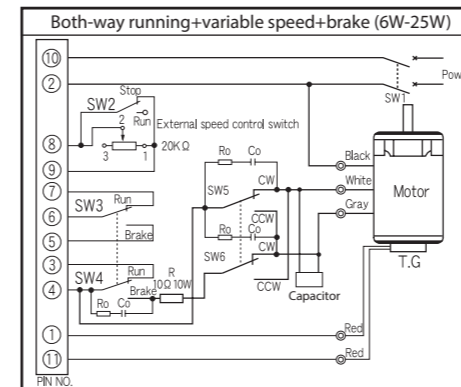 Both-way running+variable speed+brake (6W-25W)
⑩
②
Pow
SW1
Stop
SW2
2
Run
External speed control switch
⑧
3
1
20KΩ
⑨
Ro
Co
Black
⑦
Run
SW5
CW
White
Motor
SW3
⑥
CCW
Gray
Ro
Co
⑤
Brake
CW
③
Run
SW6
T.G
SW4
R
④
Brake
10Ω 10W
CCW
Ro
Co
Capacitor
①
Red
⑪
Red
PIN NO.